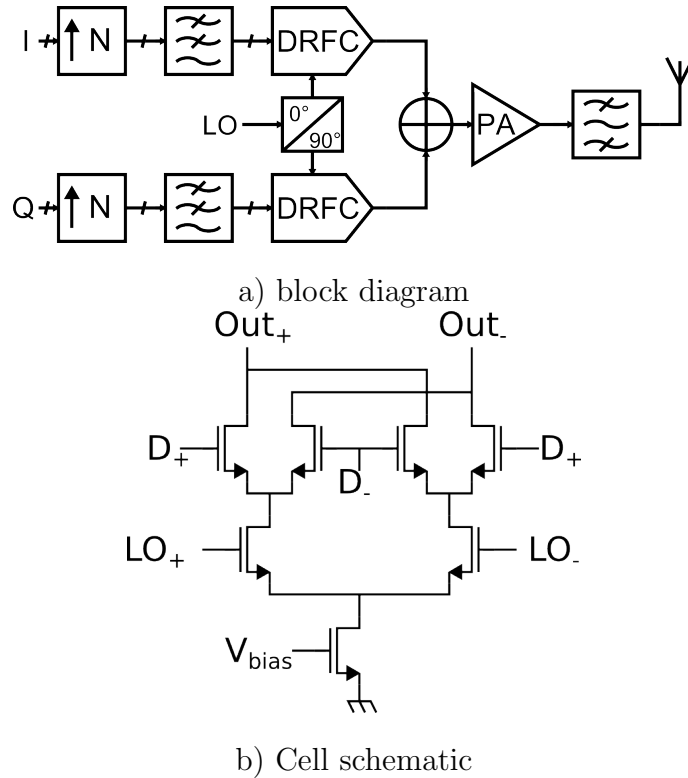 I N DRFC
LO 0° 90° PA
Q N DRFC
a) block diagram
Out+ Out-
D+ D- D+
LO+ LO-
Vbias
b) Cell schematic